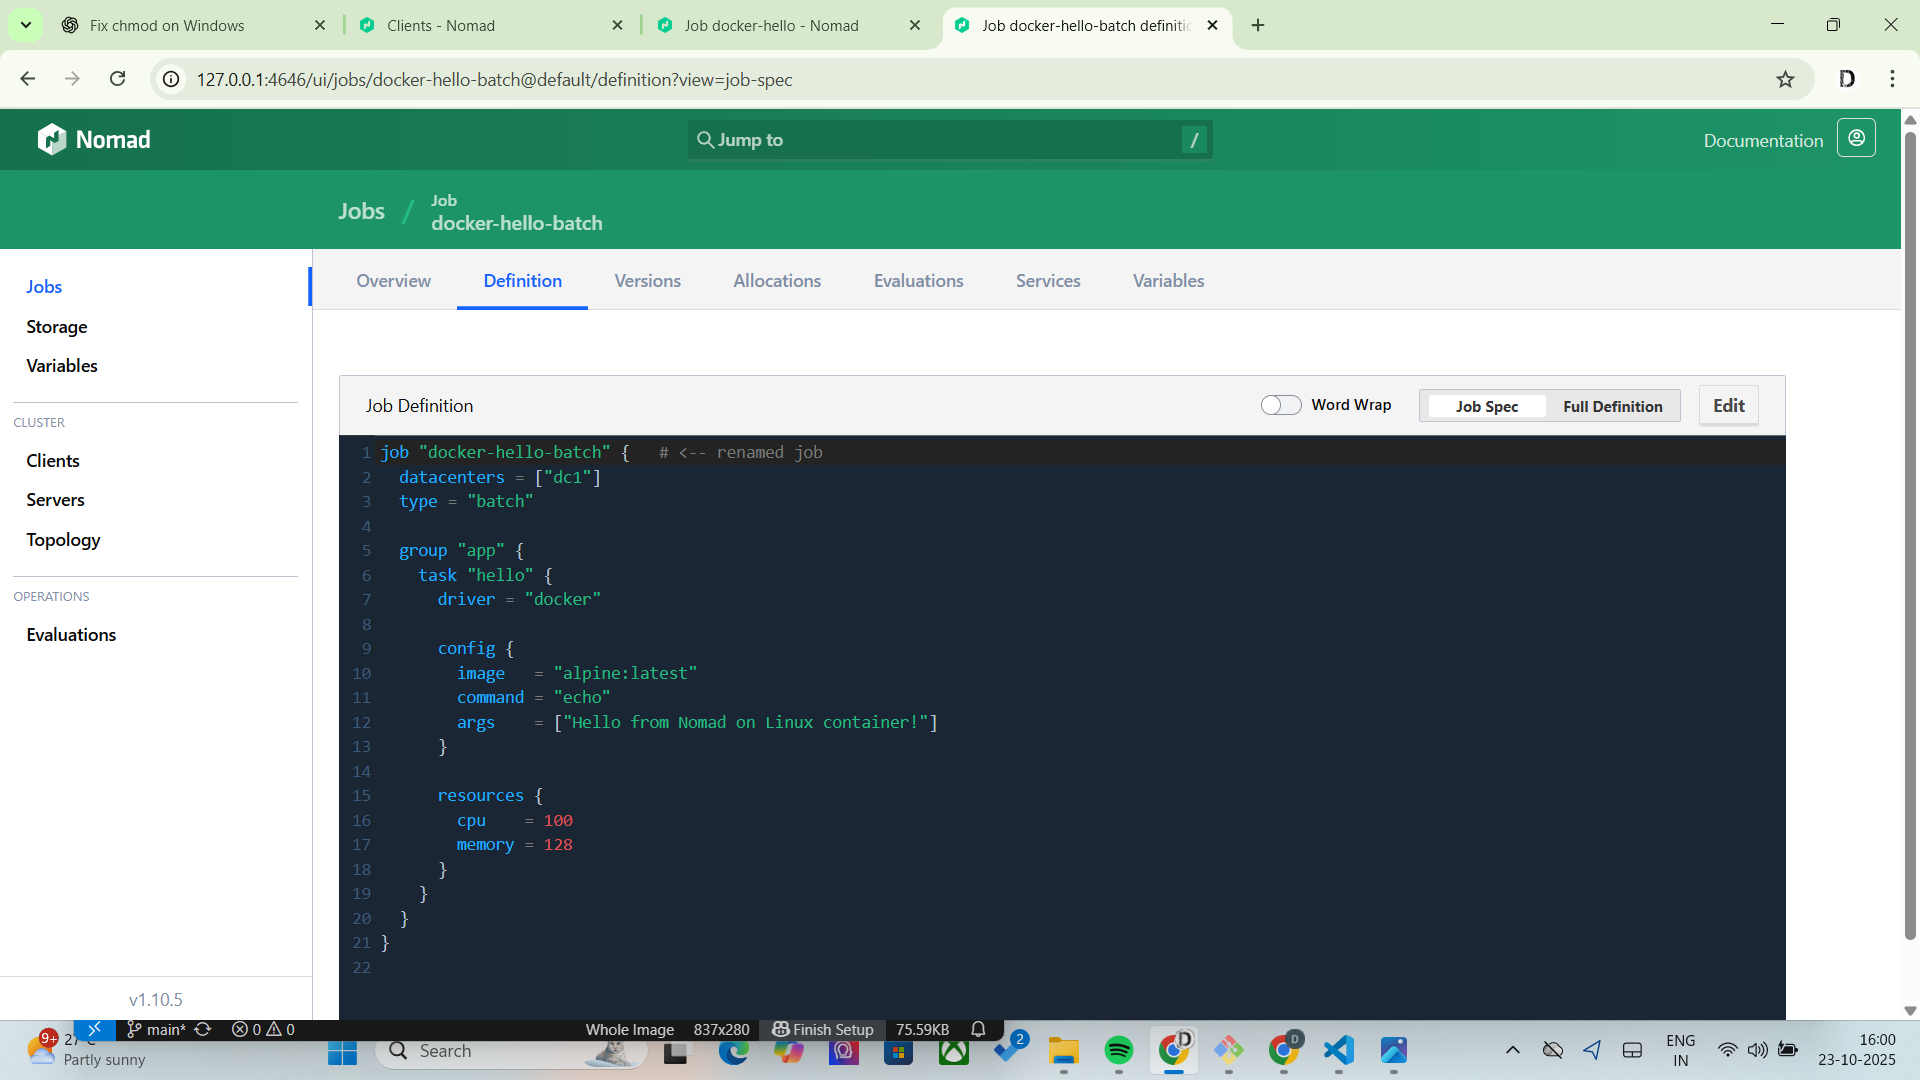 Fix chmod on Windows
Clients - Nomad
Job docker-hello - Nomad
Job docker-hello-batch definitic
127.0.0.1:4646/ui/jobs/docker-hello-batch@default/definition?view=job-spec
D
Nomad
Jump to
/
Documentation
Jobs
/
Job
docker-hello-batch
Jobs
Storage
Variables
CLUSTER
Clients
Servers
Topology
OPERATIONS
Evaluations
v1.10.5
Overview
Definition
Versions
Allocations
Evaluations
Services
Variables
Job Definition
Word Wrap
Job Spec
Full Definition
Edit
1 job "docker-hello-batch" {   # <-- renamed job
2   datacenters = ["dc1"]
3   type = "batch"
4
5   group "app" {
6     task "hello" {
7       driver = "docker"
8
9       config {
10         image   = "alpine:latest"
11         command = "echo"
12         args    = ["Hello from Nomad on Linux container!"]
13       }
14
15       resources {
16         cpu    = 100
17         memory = 128
18       }
19     }
20   }
21 }
22
main*
0
0
Whole Image
837x280
Finish Setup
75.59KB
9+
27°C
Partly sunny
Search
2
D
D
ENG
IN
16:00
23-10-2025